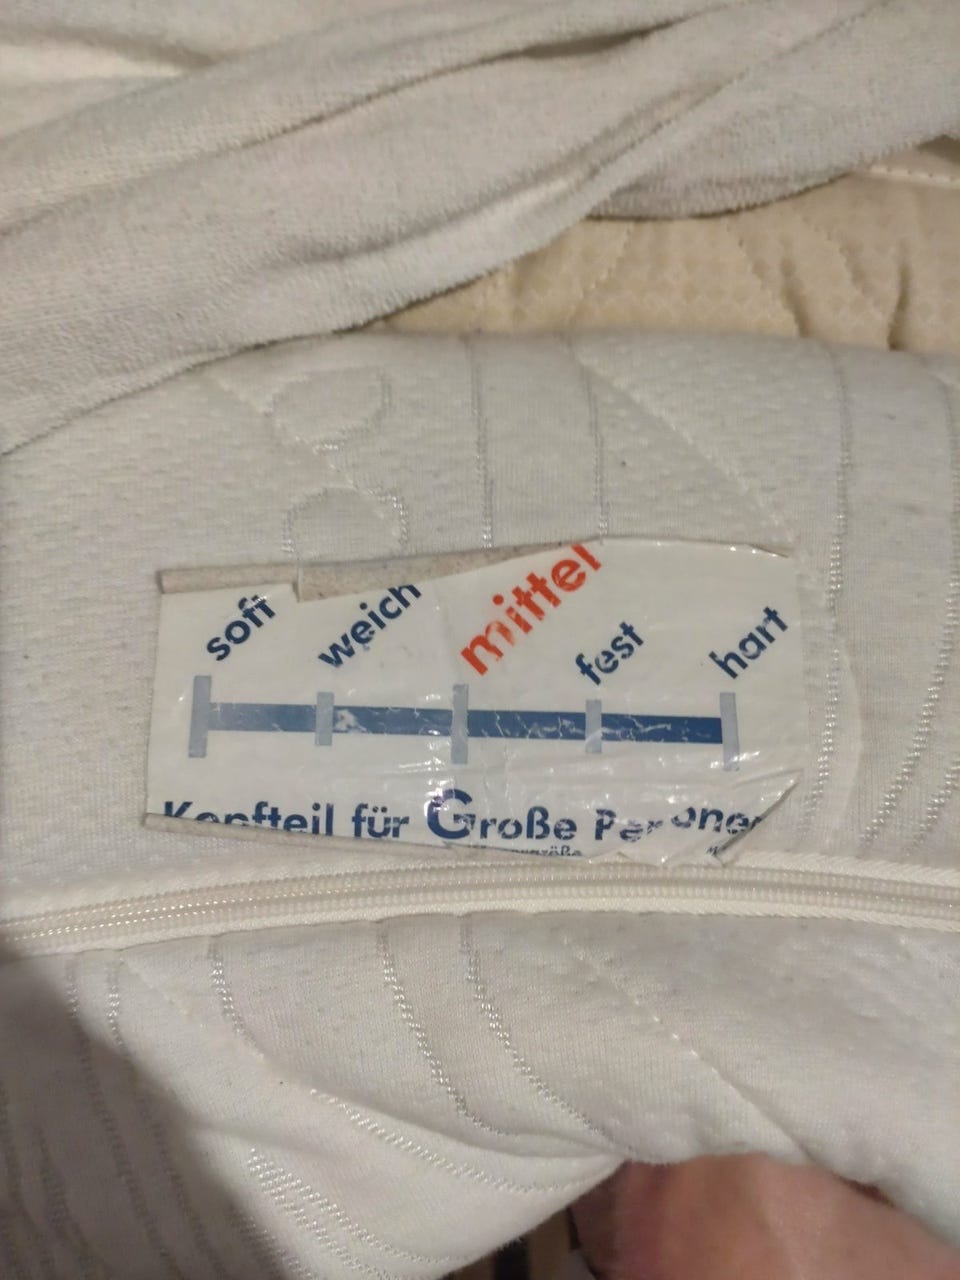 soft weich mittel fest hart
Kopfteil für Große Personen